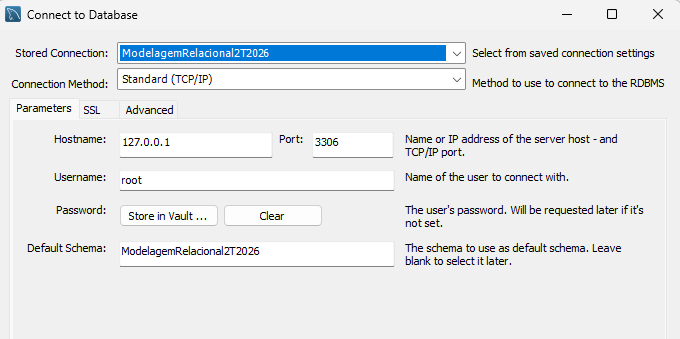 Connect to Database
Stored Connection: ModelagemRelacional2T2026 Select from saved connection settings
Connection Method: Standard (TCP/IP) Method to use to connect to the RDBMS
Parameters SSL Advanced
Hostname: 127.0.0.1 Port: 3306 Name or IP address of the server host - and
TCP/IP port.
Username: root Name of the user to connect with.
Password: Store in Vault ... Clear The user's password. Will be requested later if it's
not set.
Default Schema: ModelagemRelacional2T2026 The schema to use as default schema. Leave
blank to select it later.